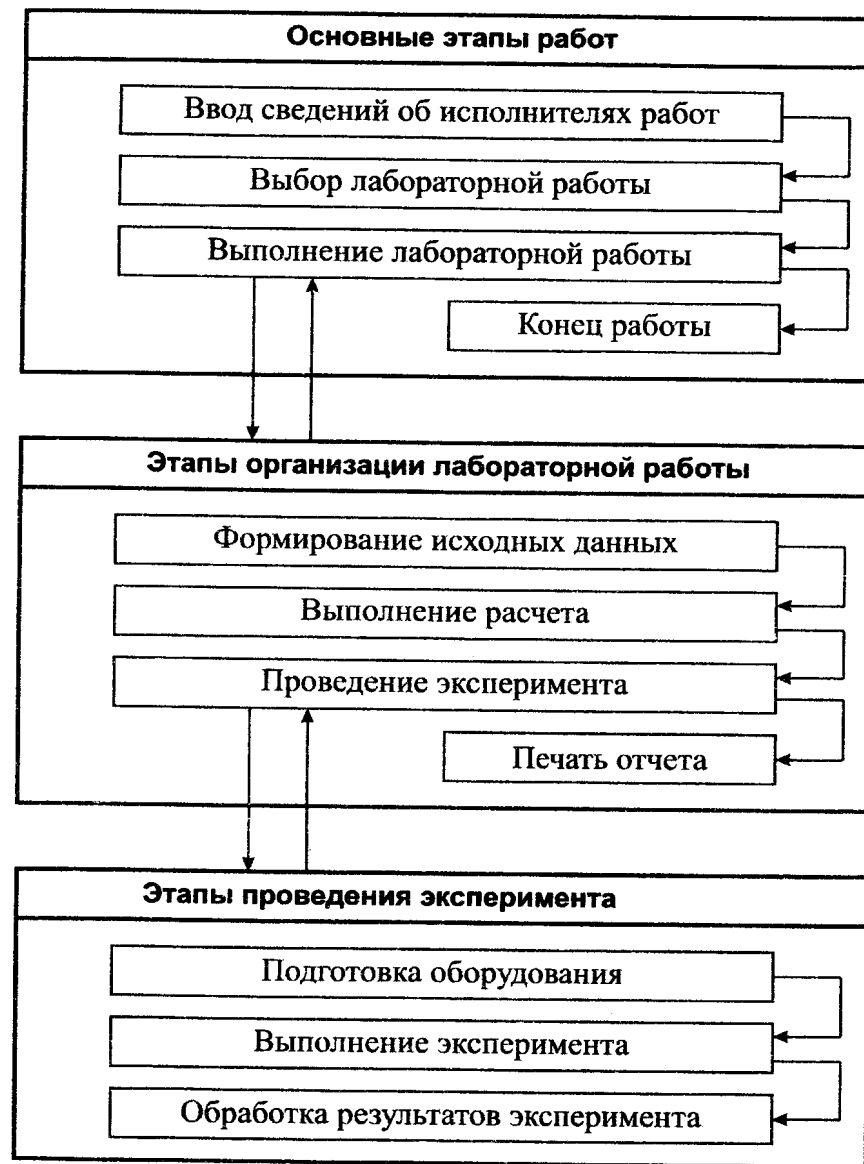 Основные этапы работ
Ввод сведений об исполнителях работ
Выбор лабораторной работы
Выполнение лабораторной работы
Конец работы
Этапы организации лабораторной работы
Формирование исходных данных
Выполнение расчета
Проведение эксперимента
Печать отчета
Этапы проведения эксперимента
Подготовка оборудования
Выполнение эксперимента
Обработка результатов эксперимента